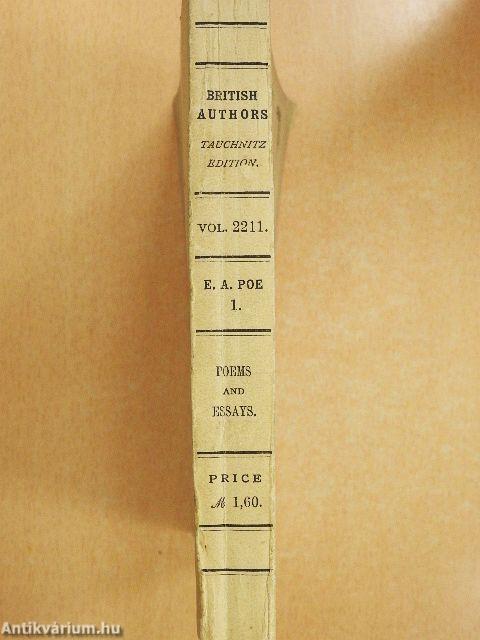 BRITISH
AUTHORS
TAUCHNITZ
EDITION.
VOL. 2211.
E. A. POE
1.
POEMS
AND
ESSAYS.
PRICE
ℳ 1,60.
Antikvárium.hu